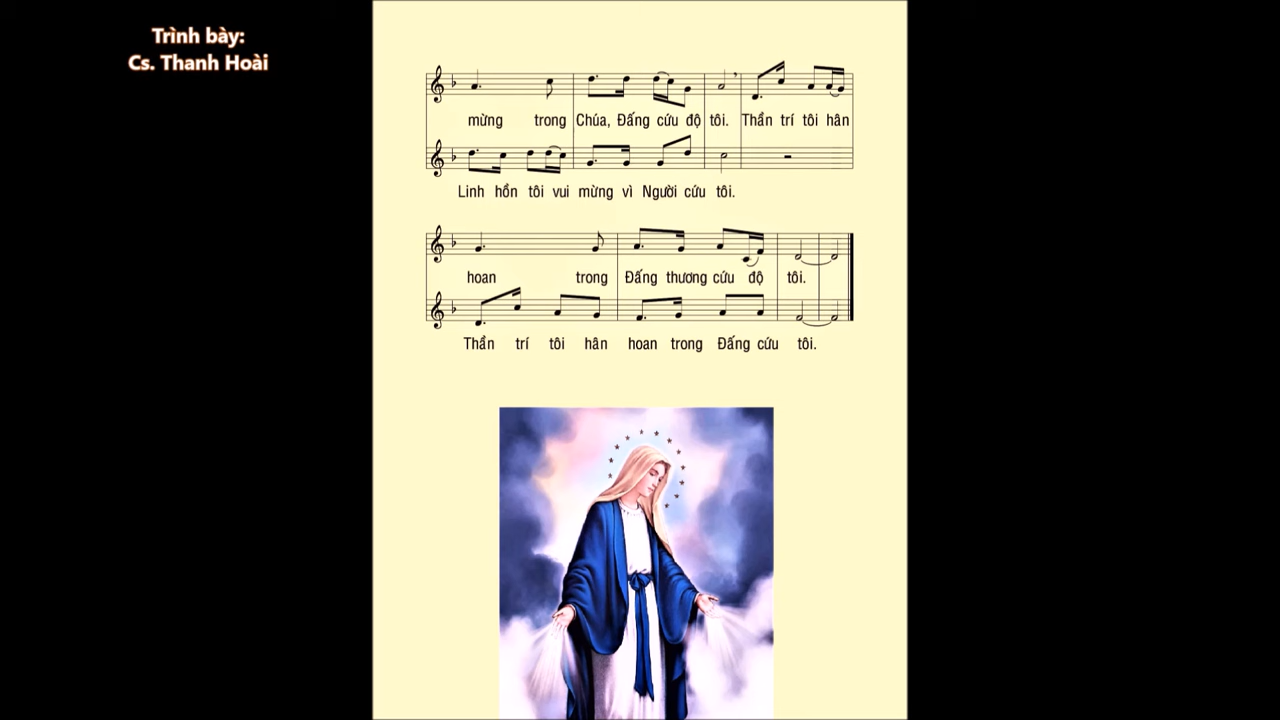 Trình bày:
Cs. Thanh Hoài
mừng trong Chúa, Đấng cứu độ tôi. Thần trí tôi hân
Linh hồn tôi vui mừng vì Người cứu tôi.
hoan trong Đấng thương cứu độ tôi.
Thần trí tôi hân hoan trong Đấng cứu tôi.